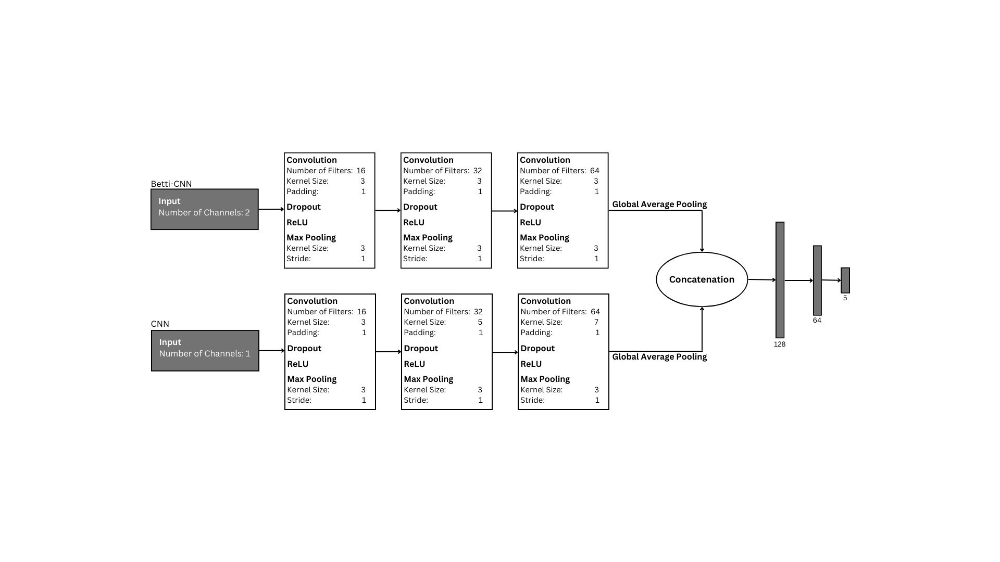 Betti-CNN
Input
Number of Channels: 2
Convolution
Number of Filters: 16
Kernel Size: 3
Padding: 1
Dropout
ReLU
Max Pooling
Kernel Size: 3
Stride: 1
Convolution
Number of Filters: 32
Kernel Size: 3
Padding: 1
Dropout
ReLU
Max Pooling
Kernel Size: 3
Stride: 1
Convolution
Number of Filters: 64
Kernel Size: 3
Padding: 1
Dropout
ReLU
Max Pooling
Kernel Size: 3
Stride: 1
Global Average Pooling
CNN
Input
Number of Channels: 1
Convolution
Number of Filters: 16
Kernel Size: 3
Padding: 1
Dropout
ReLU
Max Pooling
Kernel Size: 3
Stride: 1
Convolution
Number of Filters: 32
Kernel Size: 5
Padding: 1
Dropout
ReLU
Max Pooling
Kernel Size: 3
Stride: 1
Convolution
Number of Filters: 64
Kernel Size: 7
Padding: 1
Dropout
ReLU
Max Pooling
Kernel Size: 3
Stride: 1
Global Average Pooling
Concatenation
128
64
5